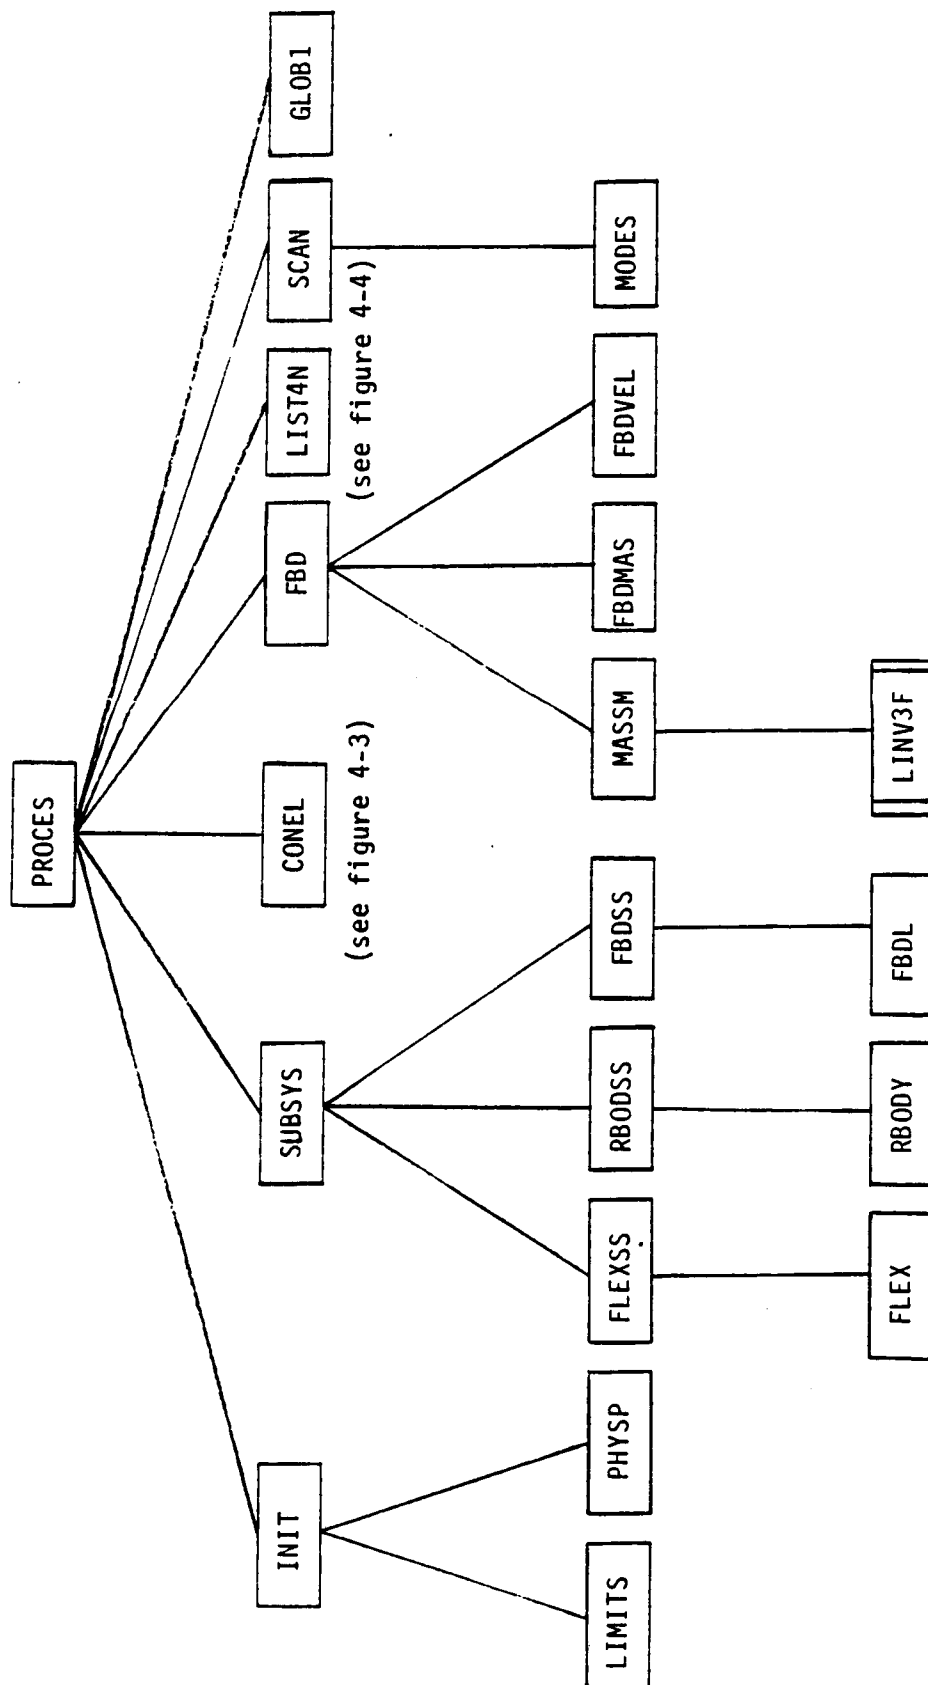 PROCES
INIT
SUBSYS
CONEL
(see figure 4-3)
FBD
LIST4N
(see figure 4-4)
SCAN
GLOB1
LIMITS
PHYSP
FLEXSS
RBODSS
FBDSS
MASSM
FBDMAS
FBDVEL
MODES
FLEX
RBODY
FBDL
LINV3F